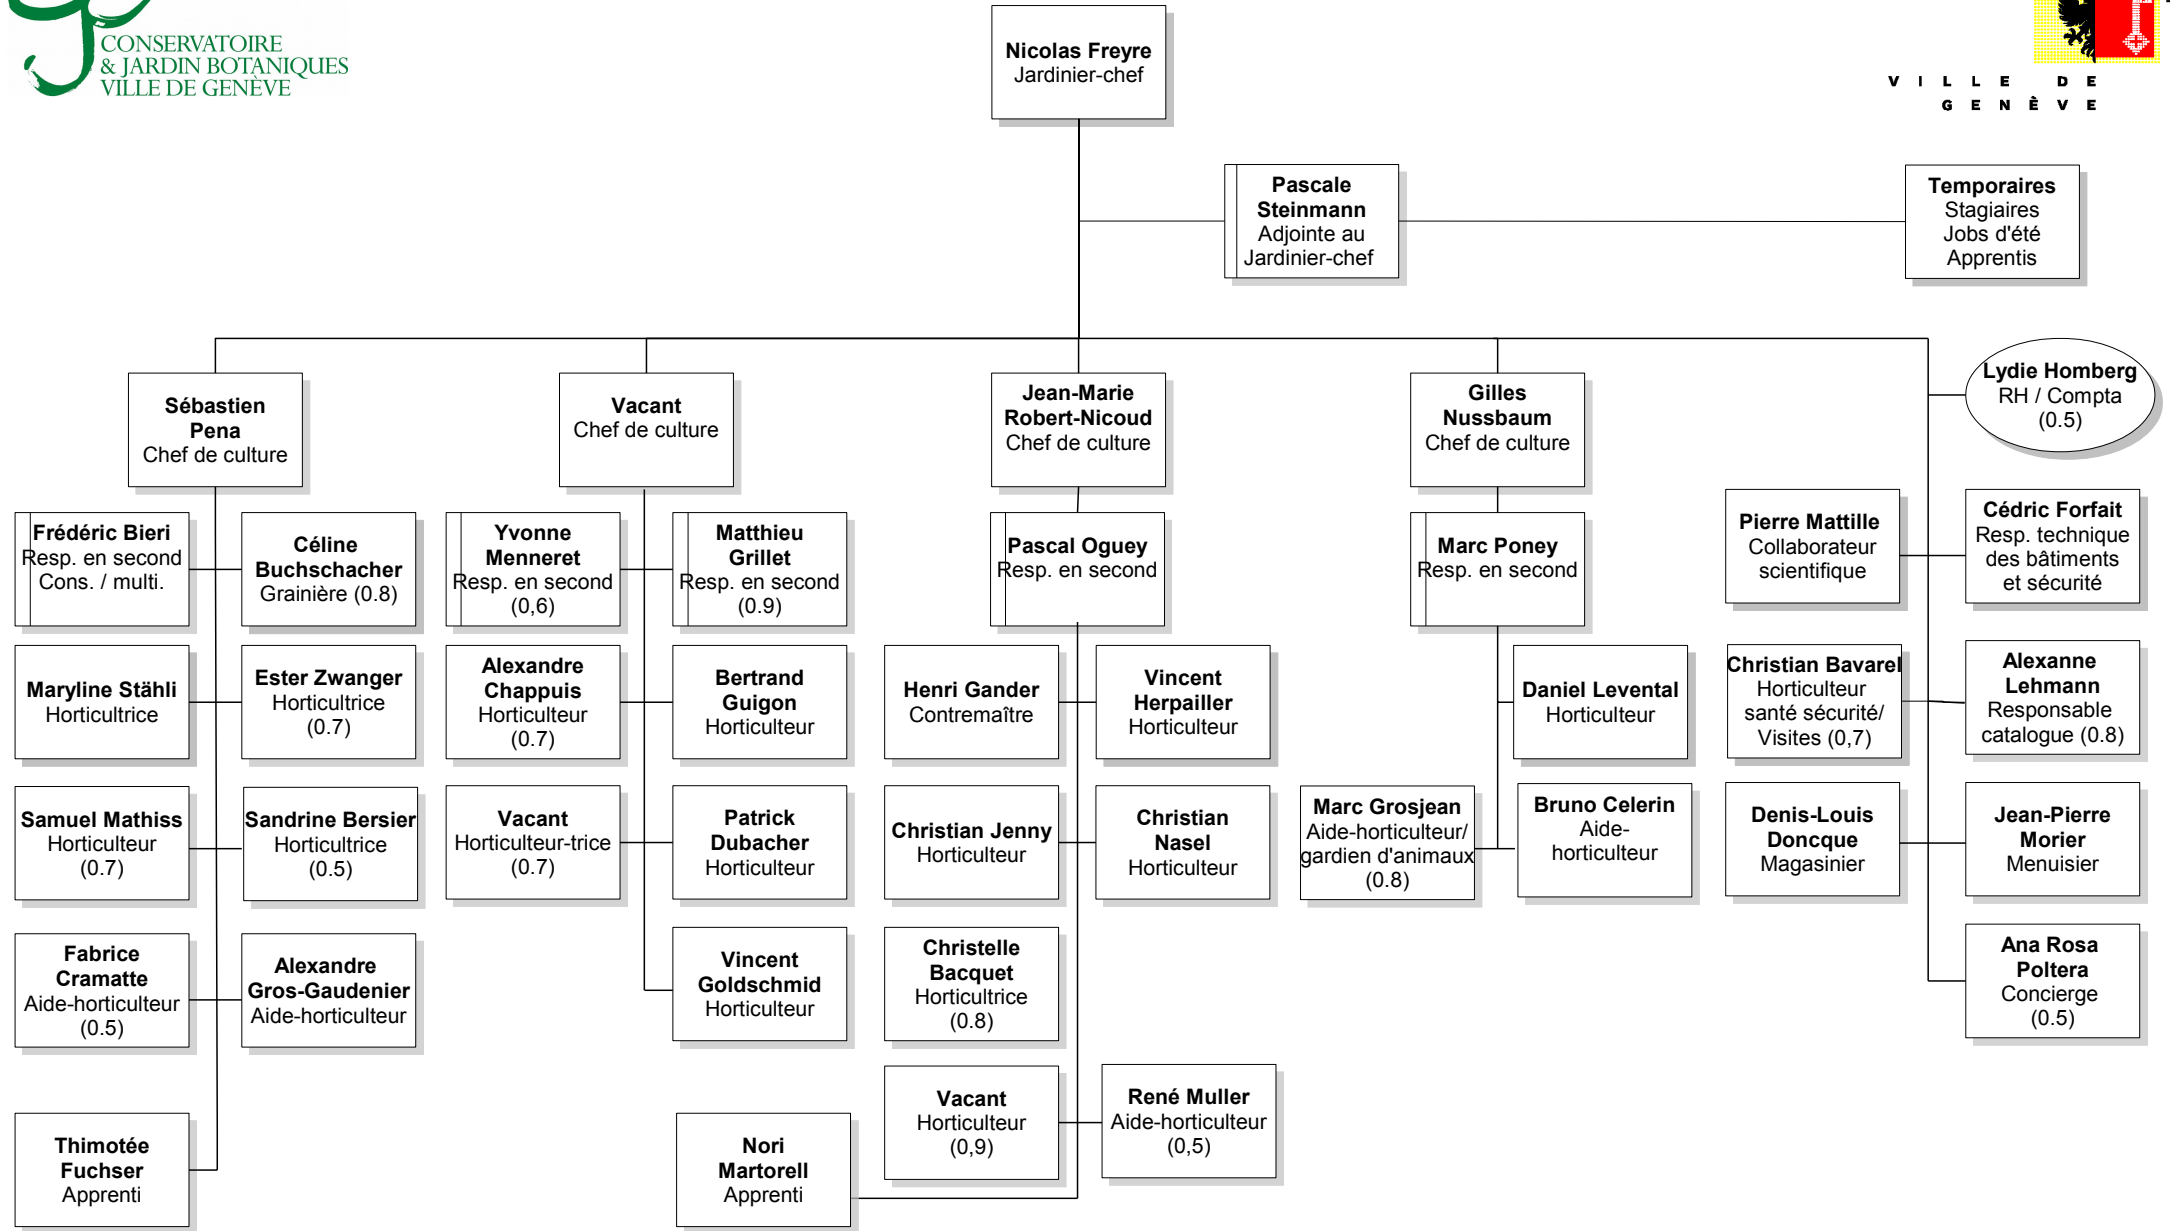 CONSERVATOIRE
& JARDIN BOTANIQUES
VILLE DE GENÈVE
Nicolas Freyre
Jardinier-chef
VILLE DE
GENÈVE
Pascale
Steinmann
Adjointe au
Jardinier-chef
Temporaires
Stagiaires
Jobs d'été
Apprentis
Sébastien
Pena
Chef de culture
Vacant
Chef de culture
Jean-Marie
Robert-Nicoud
Chef de culture
Gilles
Nussbaum
Chef de culture
Lydie Homberg
RH / Compta
(0.5)
Frédéric Bieri
Resp. en second
Cons. / multi.
Céline
Buchschacher
Grainière (0.8)
Yvonne
Menneret
Resp. en second
(0,6)
Matthieu
Grillet
Resp. en second
(0.9)
Pascal Oguey
Resp. en second
Marc Poney
Resp. en second
Pierre Mattille
Collaborateur
scientifique
Cédric Forfait
Resp. technique
des bâtiments
et sécurité
Maryline Stähli
Horticultrice
Ester Zwanger
Horticultrice
(0.7)
Alexandre
Chappuis
Horticulteur
(0.7)
Bertrand
Guigon
Horticulteur
Henri Gander
Contremaître
Vincent
Herpailler
Horticulteur
Daniel Levental
Horticulteur
Christian Bavarel
Horticulteur
santé sécurité/
Visites (0,7)
Alexanne
Lehmann
Responsable
catalogue (0.8)
Samuel Mathiss
Horticulteur
(0.7)
Sandrine Bersier
Horticultrice
(0.5)
Vacant
Horticulteur-trice
(0.7)
Patrick
Dubacher
Horticulteur
Christian Jenny
Horticulteur
Christian
Nasel
Horticulteur
Marc Grosjean
Aide-horticulteur/
gardien d'animaux
(0.8)
Bruno Celerin
Aide-
horticulteur
Denis-Louis
Doncque
Magasinier
Jean-Pierre
Morier
Menuisier
Fabrice
Cramatte
Aide-horticulteur
(0.5)
Alexandre
Gros-Gaudenier
Aide-horticulteur
Vincent
Goldschmid
Horticulteur
Christelle
Bacquet
Horticultrice
(0.8)
Ana Rosa
Poltera
Concierge
(0.5)
Thimotée
Fuchser
Apprenti
Nori
Martorell
Apprenti
Vacant
Horticulteur
(0,9)
René Muller
Aide-horticulteur
(0,5)